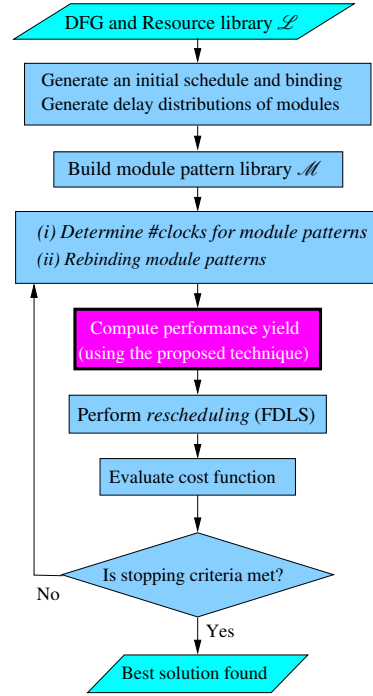 DFG and Resource library ℒ
Generate an initial schedule and binding
Generate delay distributions of modules
Build module pattern library ℳ
(i) Determine #clocks for module patterns
(ii) Rebinding module patterns
Compute performance yield
(using the proposed technique)
Perform rescheduling (FDLS)
Evaluate cost function
Is stopping criteria met?
No
Yes
Best solution found